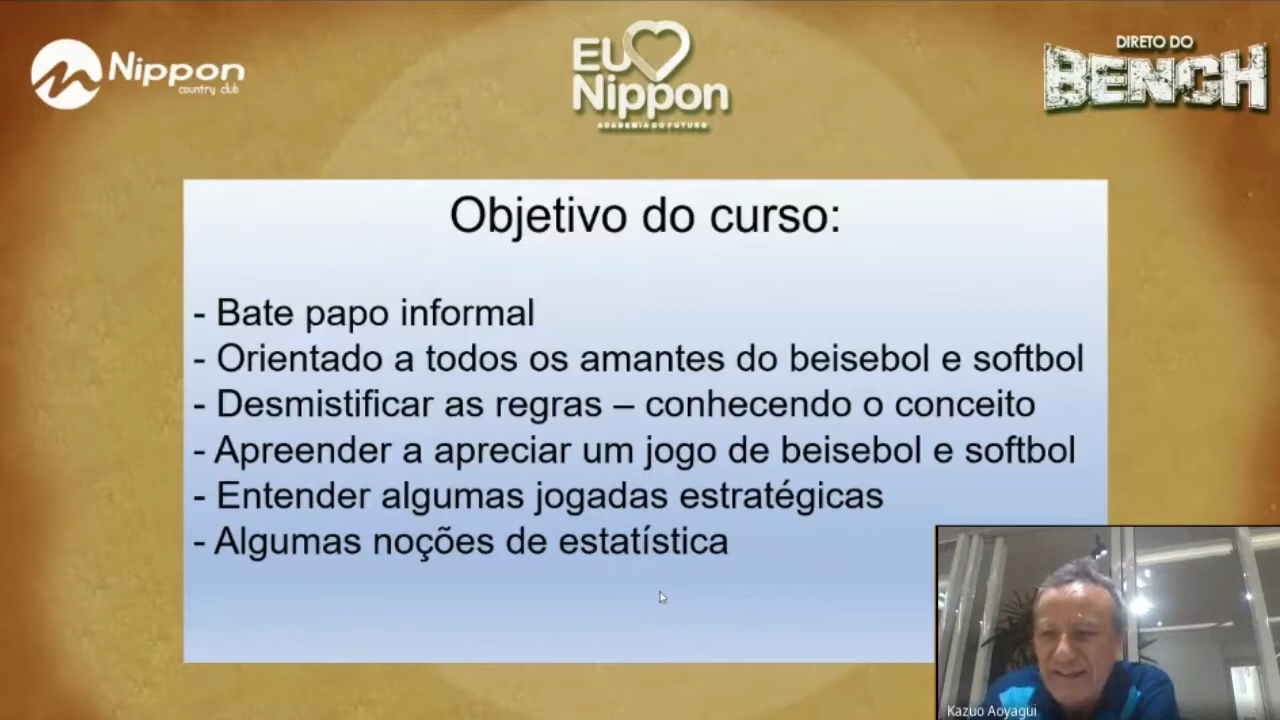 Nippon
country club
EU
Nippon
ACADEMIA DO FUTURO
DIRETO DO
BENCH
Objetivo do curso:
- Bate papo informal
- Orientado a todos os amantes do beisebol e softbol
- Desmistificar as regras – conhecendo o conceito
- Apreender a apreciar um jogo de beisebol e softbol
- Entender algumas jogadas estratégicas
- Algumas noções de estatística
Kazuo Aoyagui